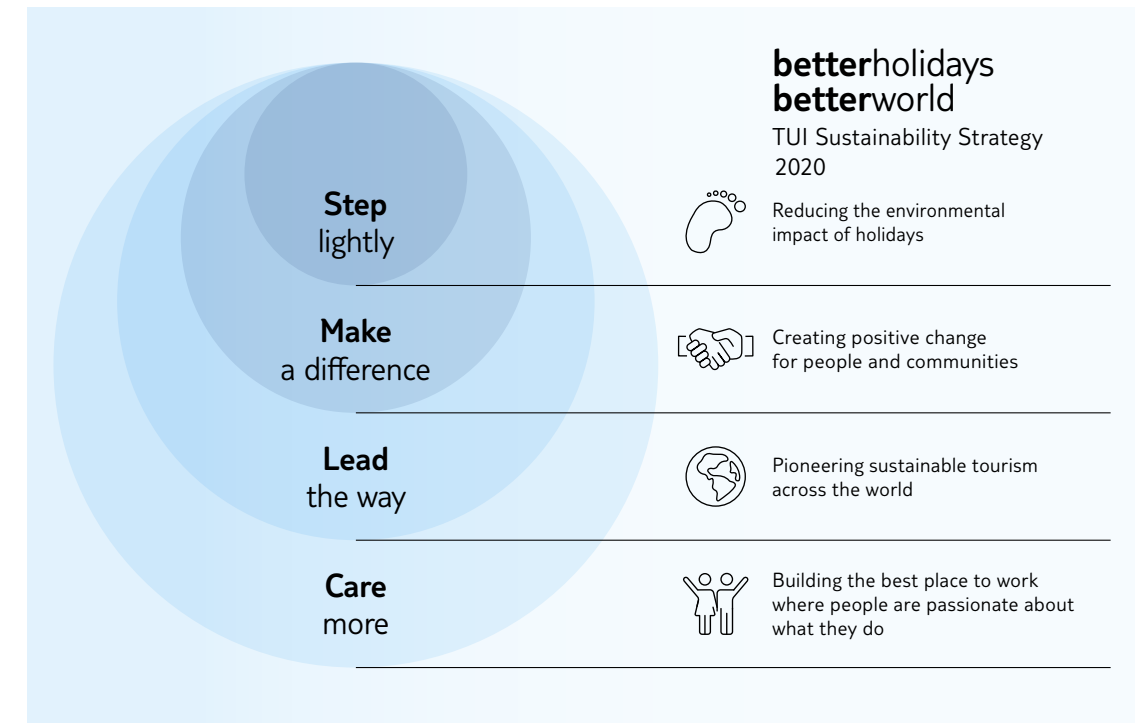 betterholidays
betterworld
TUI Sustainability Strategy
2020
Step
lightly
Reducing the environmental
impact of holidays
Make
a difference
Creating positive change
for people and communities
Lead
the way
Pioneering sustainable tourism
across the world
Care
more
Building the best place to work
where people are passionate about
what they do